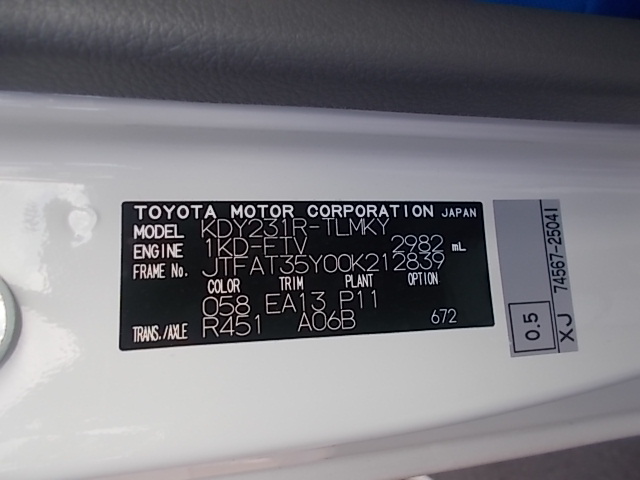 TOYOTA MOTOR CORPORATION JAPAN
MODEL KDY231R-TLMKY
ENGINE 1KD-FTV 2982 mL
FRAME No. JTFAT35Y00K212839
COLOR TRIM PLANT OPTION
058 EA13 P11
TRANS./AXLE R451 A06B 672
0.5
XJ 74567-25041